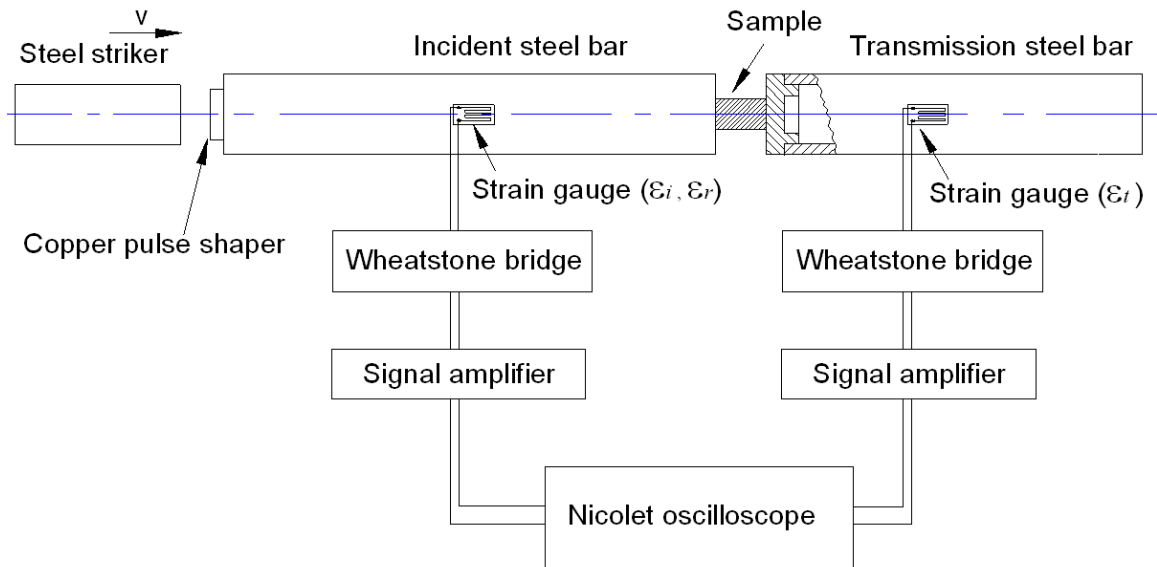 V
Steel striker
Incident steel bar
Sample
Transmission steel bar
Strain gauge (εi, εr)
Strain gauge (εt)
Copper pulse shaper
Wheatstone bridge
Wheatstone bridge
Signal amplifier
Signal amplifier
Nicolet oscilloscope